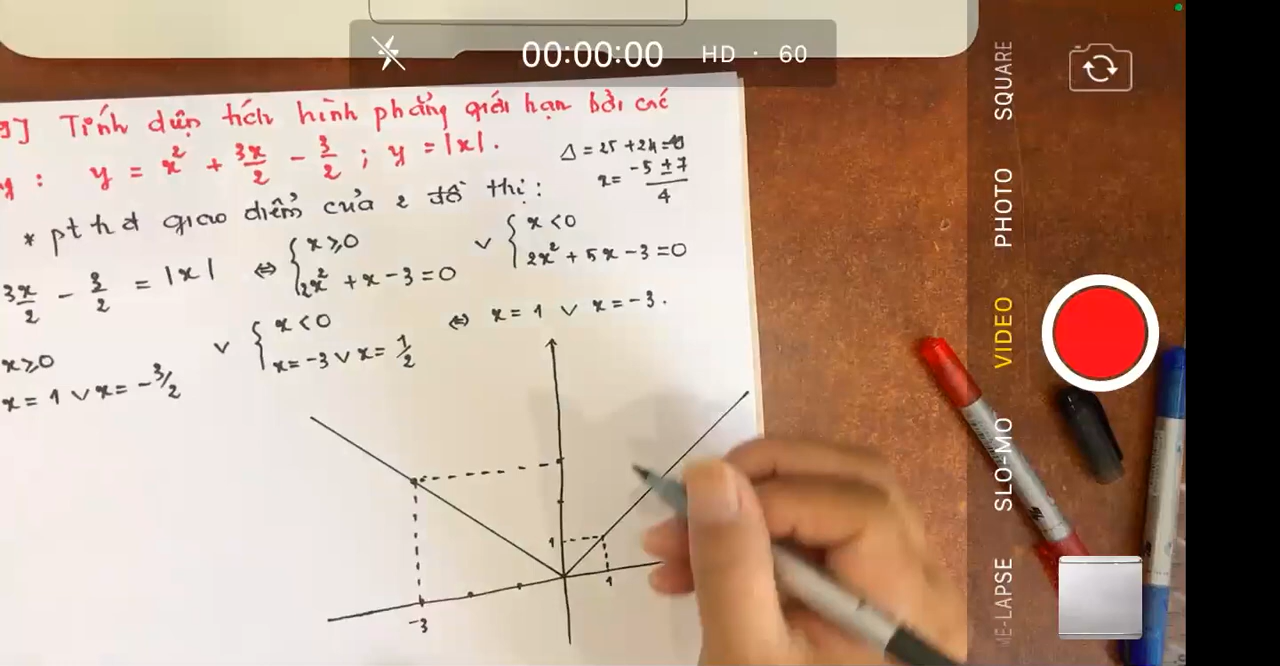 00:00:00 HD · 60
9] Tính diện tích hình phẳng giới hạn bởi các
y = x² + 3x/2 - 3/2 ; y = |x|.
Δ = 25 + 24 = 49
x = (-5 ± 7)/4
* pt hđ giao điểm của 2 đồ thị :
3x/2 - 3/2 = |x| ⇔ { x ≥ 0 ∨ { x < 0
2x² + x - 3 = 0 2x² + 5x - 3 = 0
x ≥ 0 ∨ { x < 0 ⇔ x = 1 ∨ x = -3.
x = 1 ∨ x = -3/2 x = -3 ∨ x = 1/2
1
1
-3
SQUARE
PHOTO
VIDEO
SLO-MO
ME-LAPSE